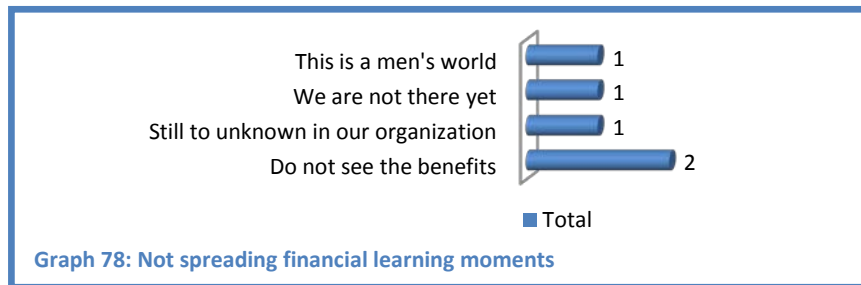 This is a men's world 1
We are not there yet 1
Still to unknown in our organization 1
Do not see the benefits 2
Total
Graph 78: Not spreading financial learning moments